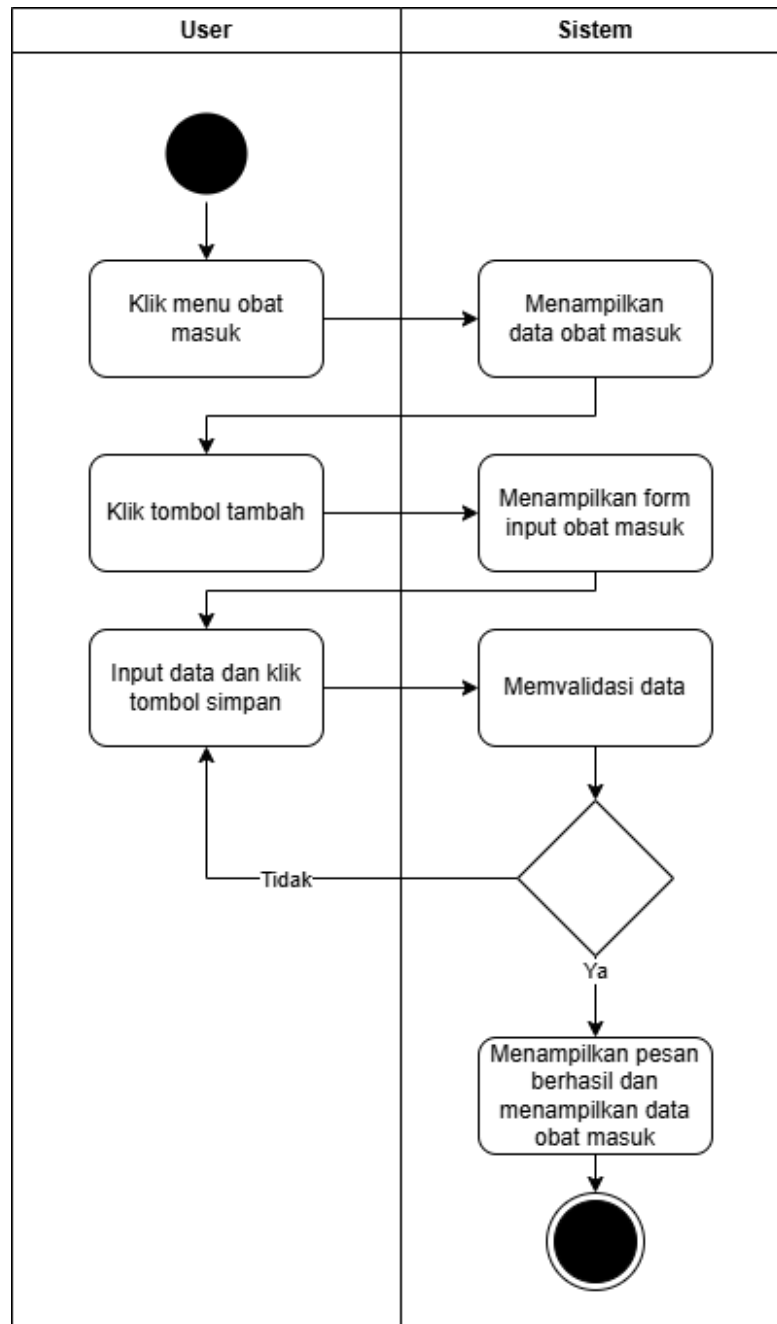 User
Sistem
Klik menu obat
masuk
Menampilkan
data obat masuk
Klik tombol tambah
Menampilkan form
input obat masuk
Input data dan klik
tombol simpan
Memvalidasi data
Tidak
Ya
Menampilkan pesan
berhasil dan
menampilkan data
obat masuk